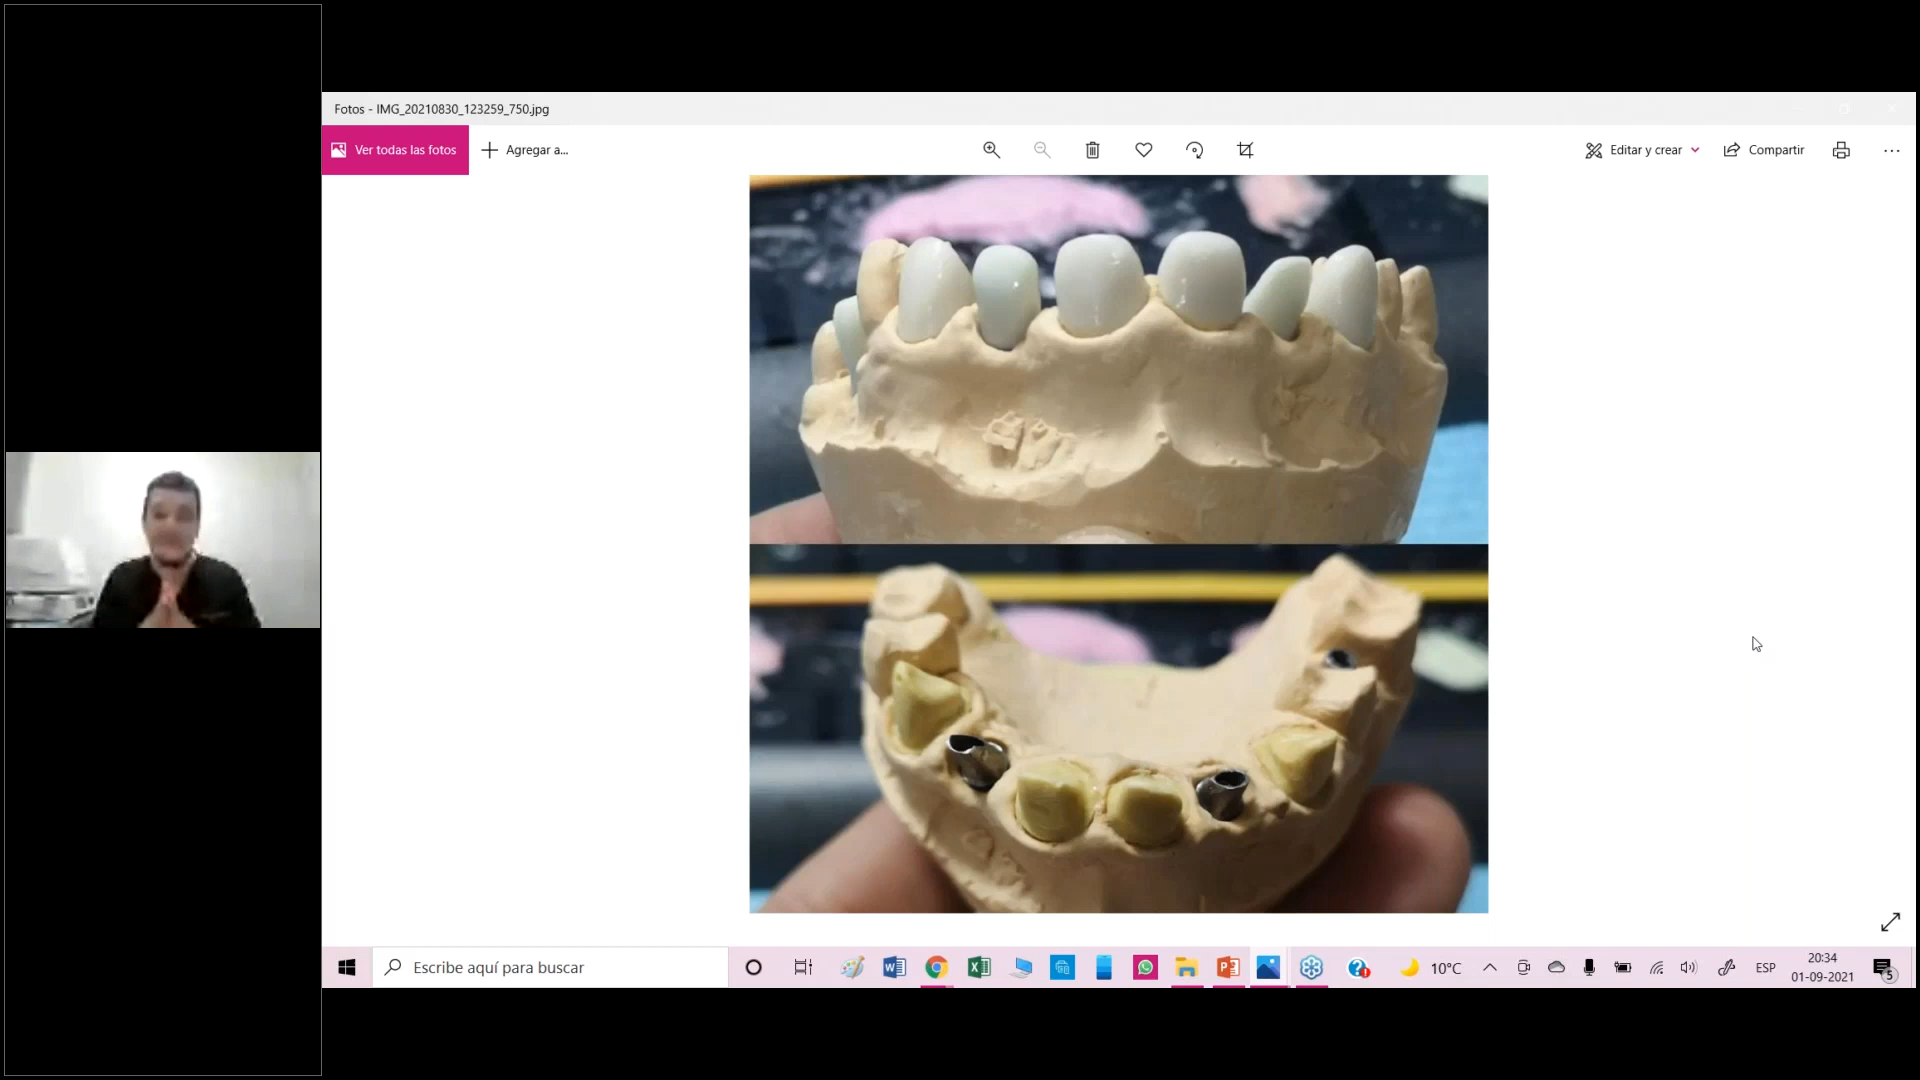 Fotos - IMG_20210830_123259_750.jpg
Ver todas las fotos
Agregar a...
Editar y crear
Compartir
Escribe aquí para buscar
10°C
ESP
20:34
01-09-2021
5